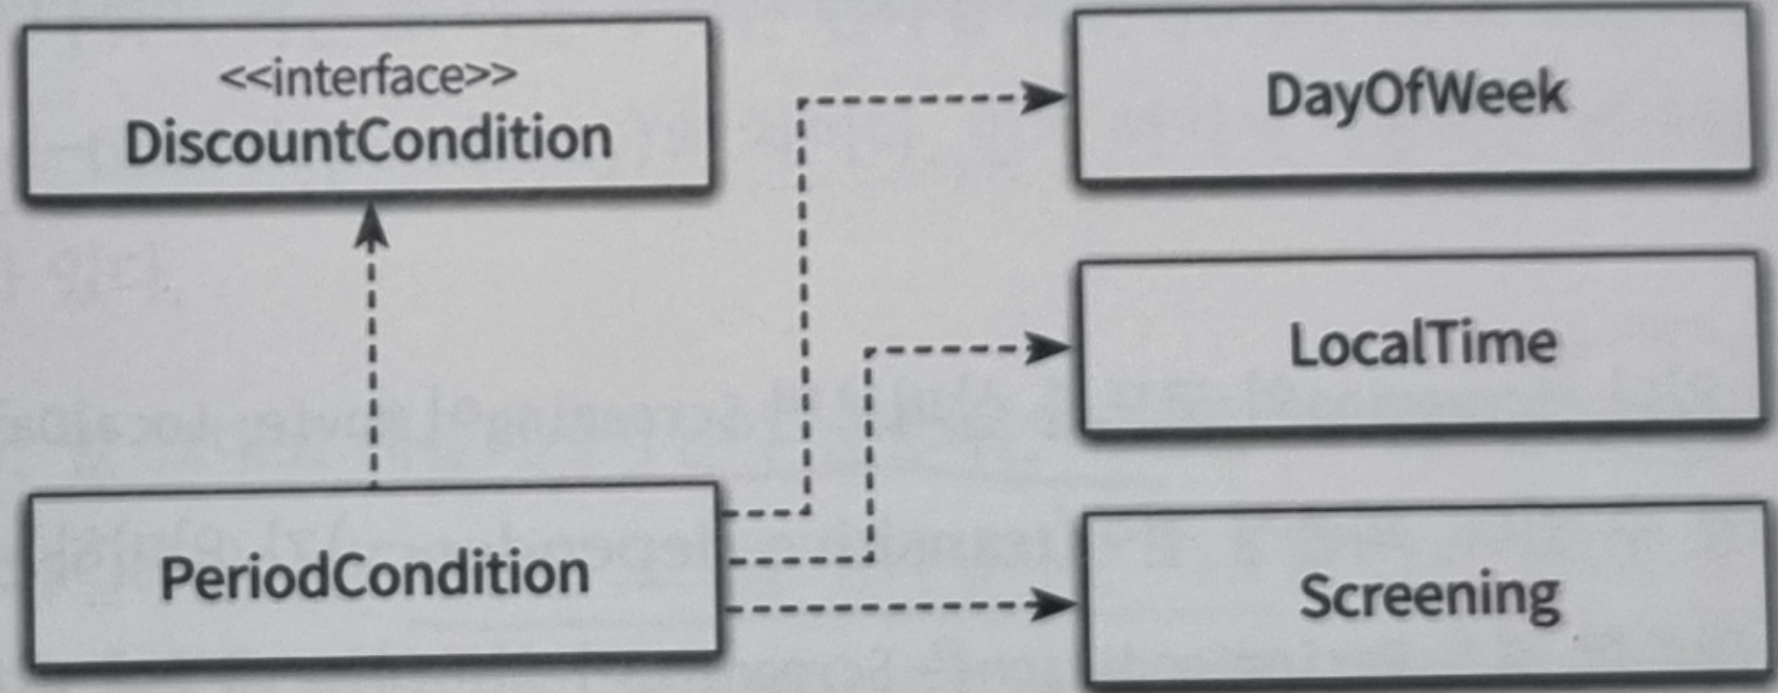 <<interface>>
DiscountCondition
DayOfWeek
LocalTime
PeriodCondition
Screening